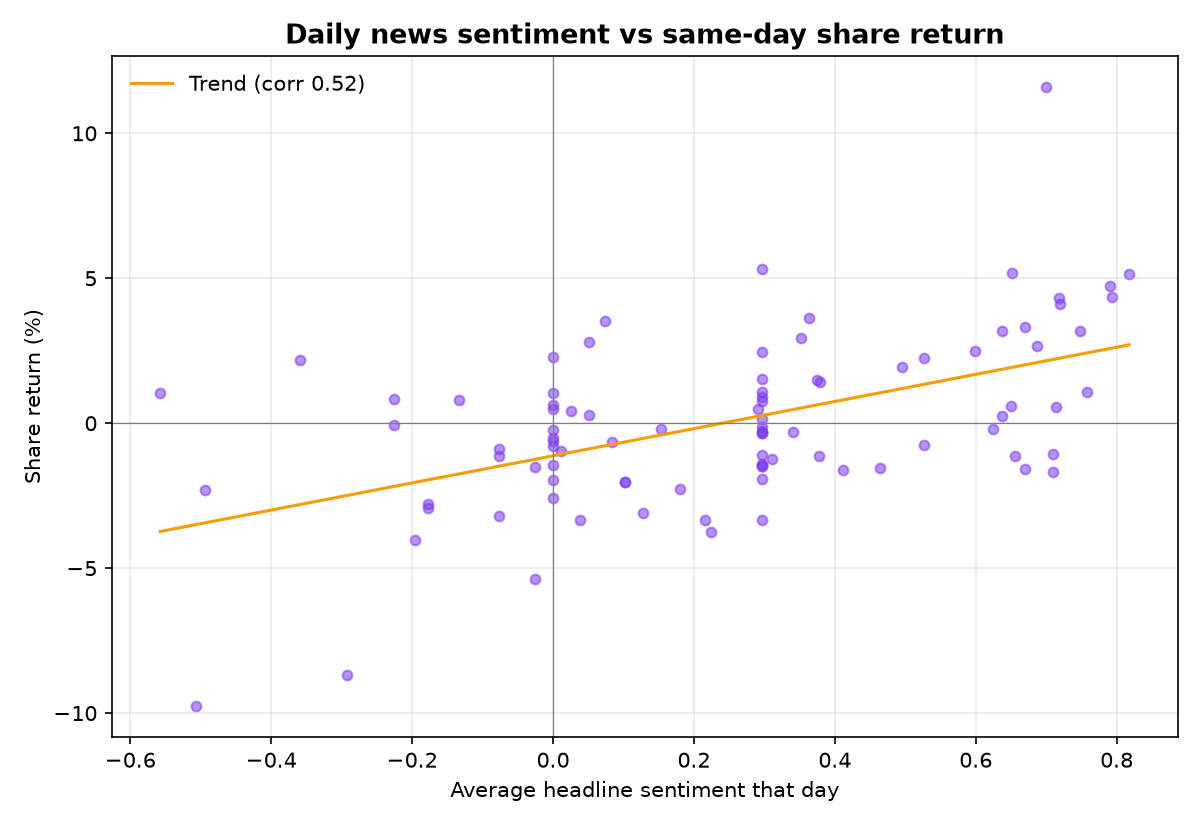 Daily news sentiment vs same-day share return
Trend (corr 0.52)
10
5
0
−5
−10
Share return (%)
−0.6 −0.4 −0.2 0.0 0.2 0.4 0.6 0.8
Average headline sentiment that day